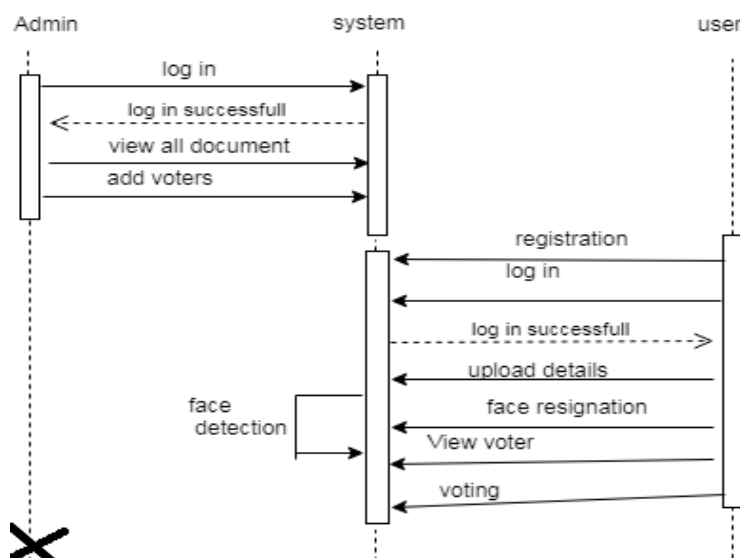 Admin
system
user
log in
log in successfull
view all document
add voters
registration
log in
log in successfull
upload details
face
detection
face resignation
View voter
voting